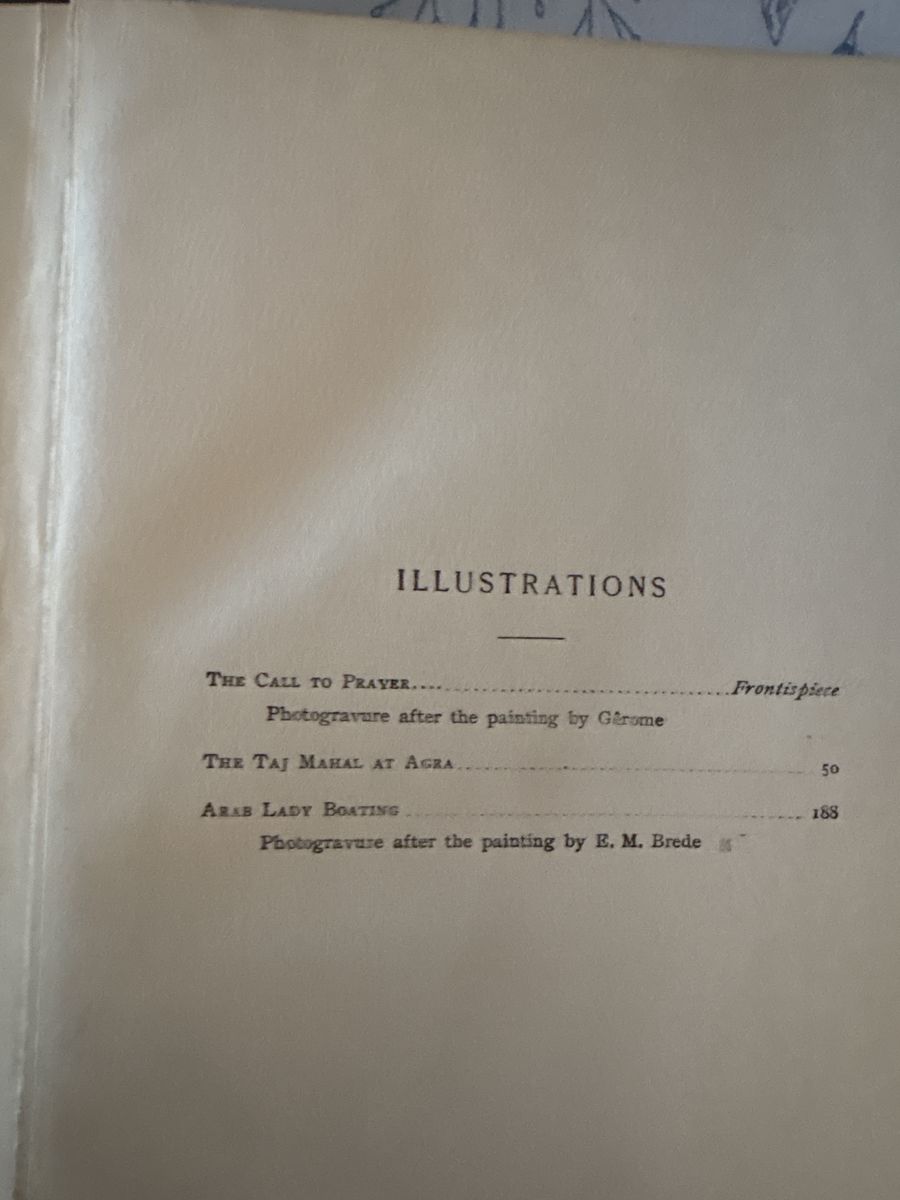 ILLUSTRATIONS
THE CALL TO PRAYER................................Frontispiece
Photogravure after the painting by Gêrome
THE TAJ MAHAL AT AGRA................................ 50
ARAB LADY BOATING................................ 188
Photogravure after the painting by E. M. Brede